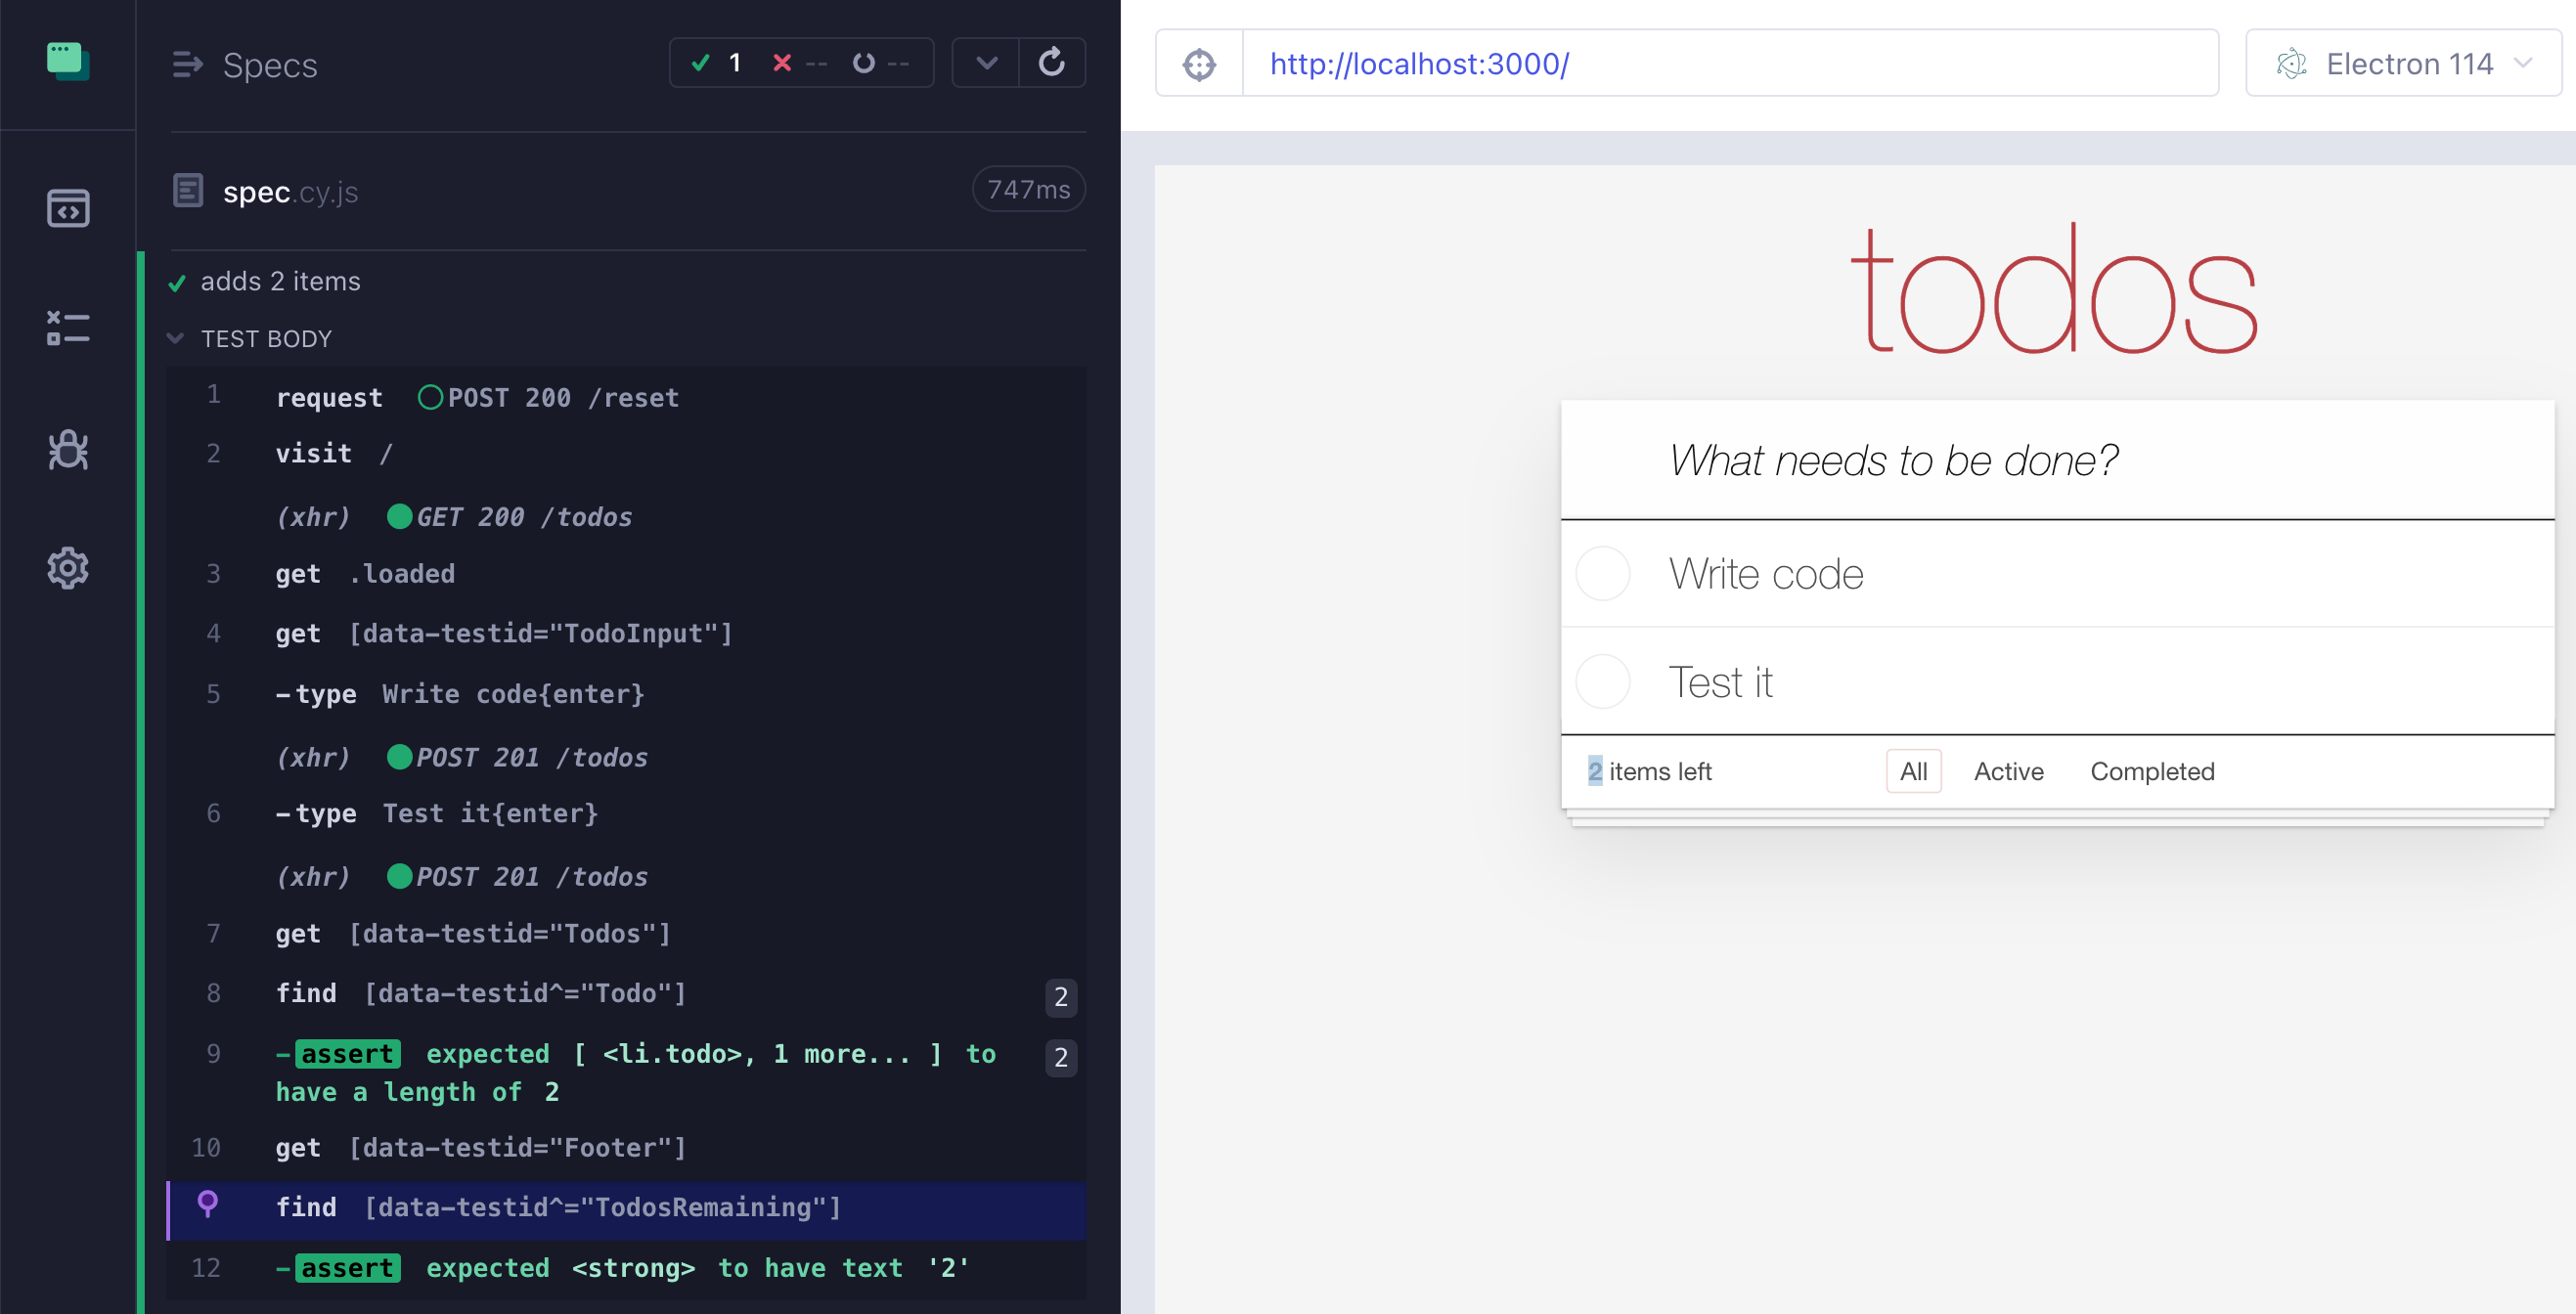 Specs
1 -- --
spec.cy.js 747ms
adds 2 items
TEST BODY
1 request POST 200 /reset
2 visit /
(xhr) GET 200 /todos
3 get .loaded
4 get [data-testid="TodoInput"]
5 -type Write code{enter}
(xhr) POST 201 /todos
6 -type Test it{enter}
(xhr) POST 201 /todos
7 get [data-testid="Todos"]
8 find [data-testid^="Todo"] 2
9 -assert expected [ <li.todo>, 1 more... ] to 2
have a length of 2
10 get [data-testid="Footer"]
find [data-testid^="TodosRemaining"]
12 -assert expected <strong> to have text '2'
http://localhost:3000/
Electron 114
todos
What needs to be done?
Write code
Test it
2 items left All Active Completed